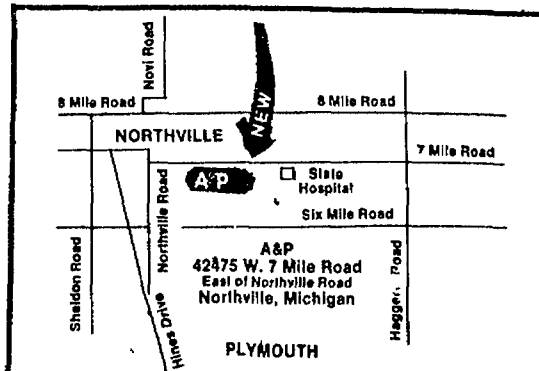 Novi Road
8 Mile Road
8 Mile Road
NEW
NORTHVILLE
7 Mile Road
A&P
State
Hospital
Northville Road
Six Mile Road
Sheldon Road
A&P
42475 W. 7 Mile Road
East of Northville Road
Northville, Michigan
Haggerty Road
Hines Drive
PLYMOUTH